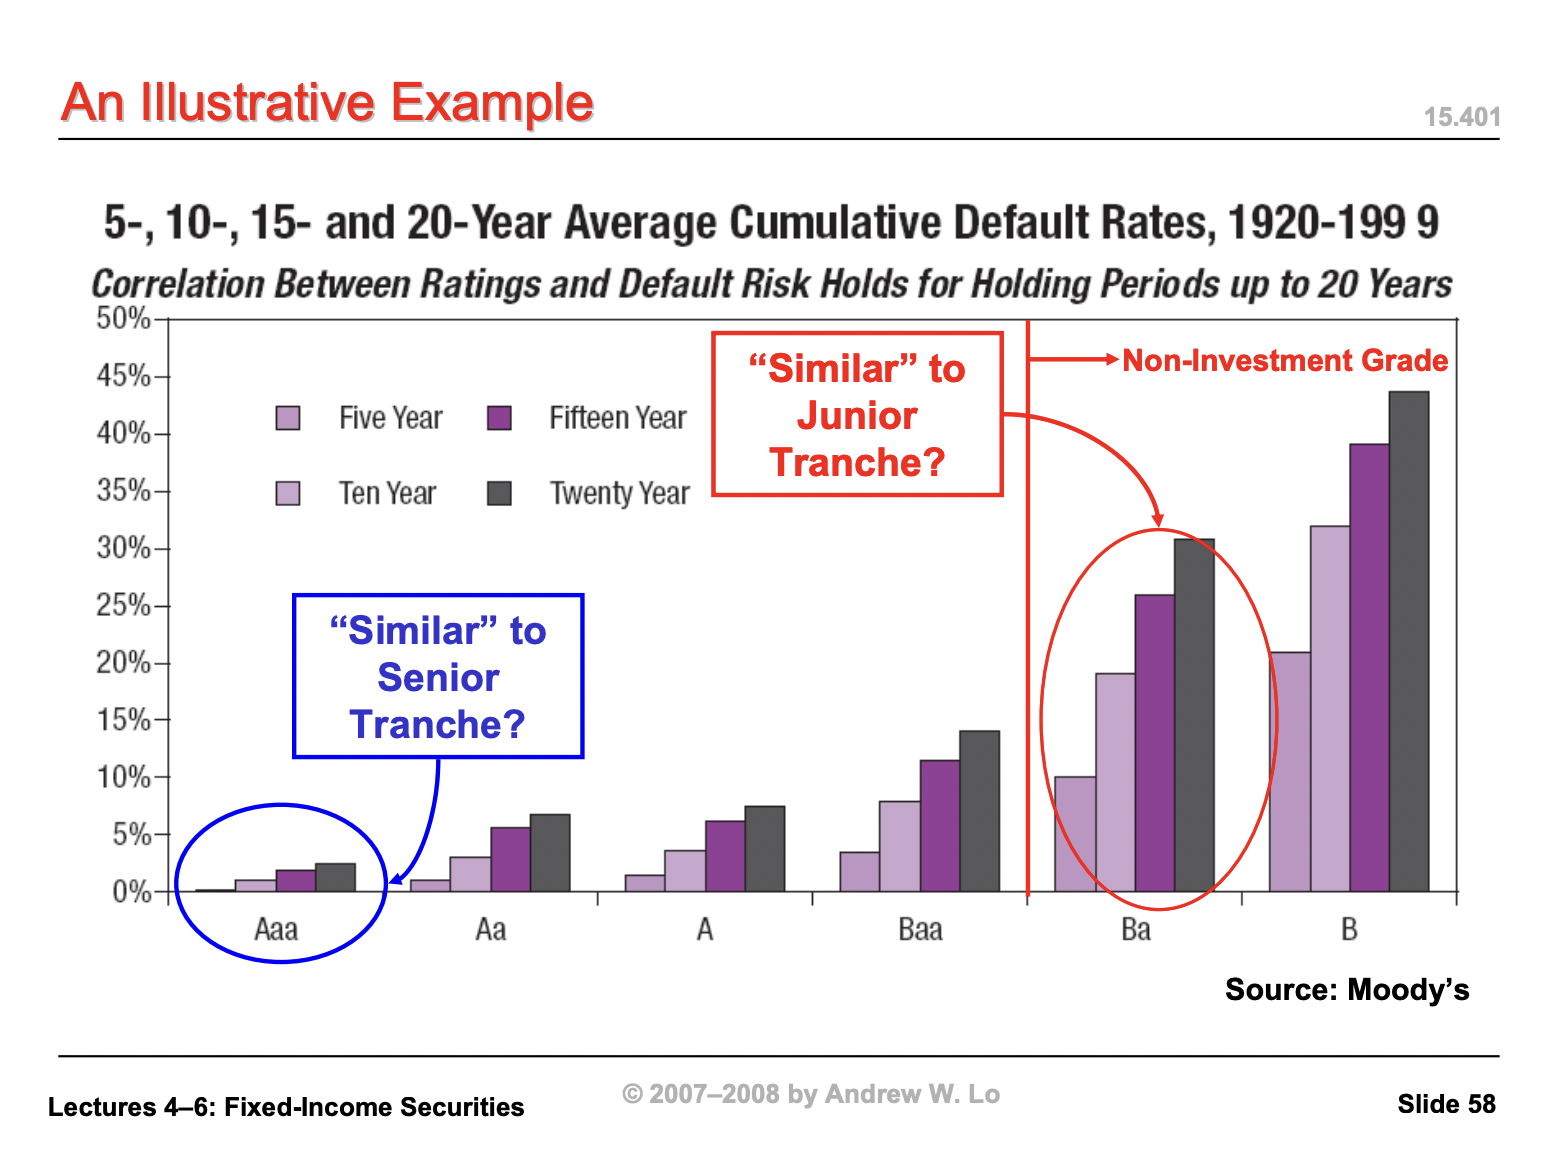 An Illustrative Example
15.401
5-, 10-, 15- and 20-Year Average Cumulative Default Rates, 1920-199 9
Correlation Between Ratings and Default Risk Holds for Holding Periods up to 20 Years
50%
45%
40%
35%
30%
25%
20%
15%
10%
5%
0%
Five Year
Fifteen Year
Ten Year
Twenty Year
“Similar” to
Junior
Tranche?
Non-Investment Grade
“Similar” to
Senior
Tranche?
Aaa
Aa
A
Baa
Ba
B
Source: Moody’s
Lectures 4–6: Fixed-Income Securities
© 2007–2008 by Andrew W. Lo
Slide 58